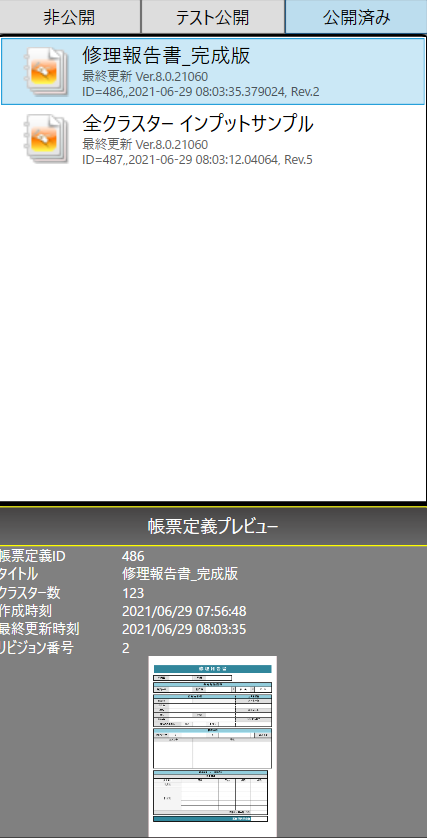 非公開
テスト公開
公開済み
修理報告書_完成版
最終更新 Ver.8.0.21060
ID=486,,2021-06-29 08:03:35.379024, Rev.2
全クラスター インプットサンプル
最終更新 Ver.8.0.21060
ID=487,,2021-06-29 08:03:12.04064, Rev.5
帳票定義プレビュー
帳票定義ID 486
タイトル 修理報告書_完成版
クラスター数 123
作成時刻 2021/06/29 07:56:48
最終更新時刻 2021/06/29 08:03:35
リビジョン番号 2
修理報告書